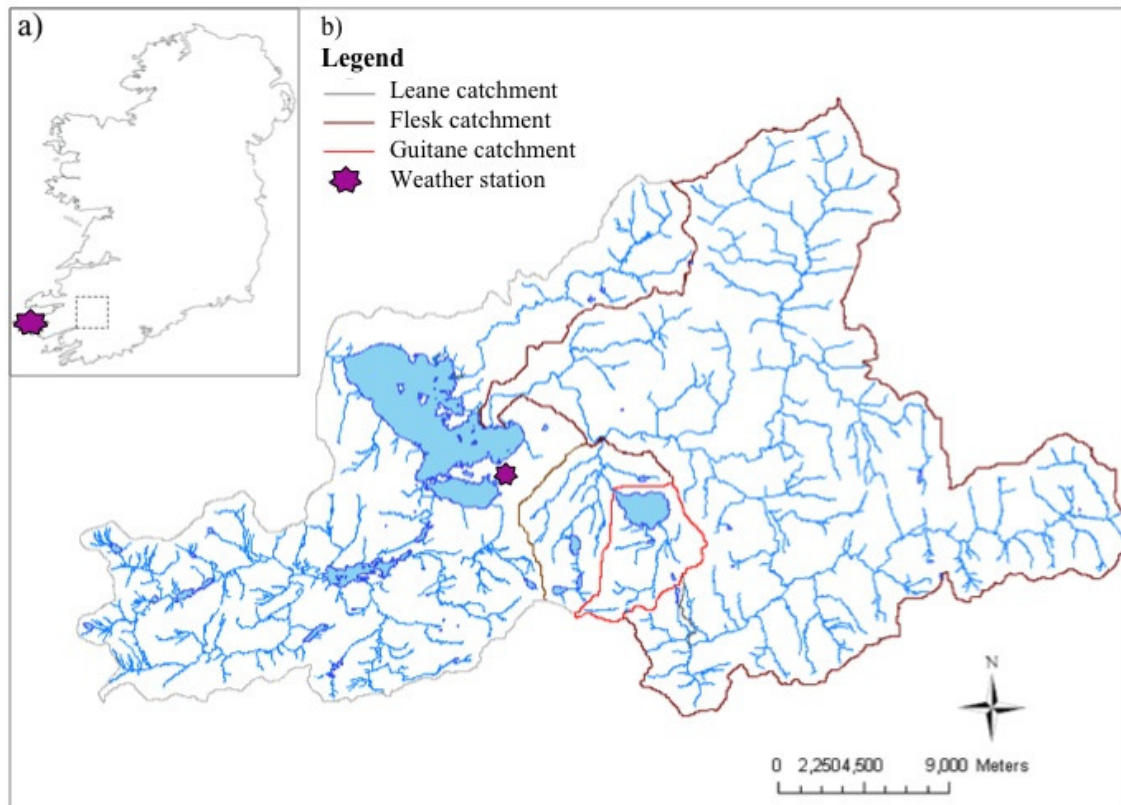 a)
b)
Legend
Leane catchment
Flesk catchment
Guitane catchment
Weather station
N
0 2,2504,500 9,000 Meters